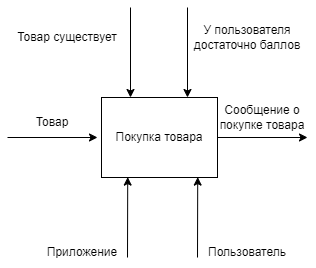 Товар существует
У пользователя
достаточно баллов
Товар
Покупка товара
Сообщение о
покупке товара
Приложение
Пользователь